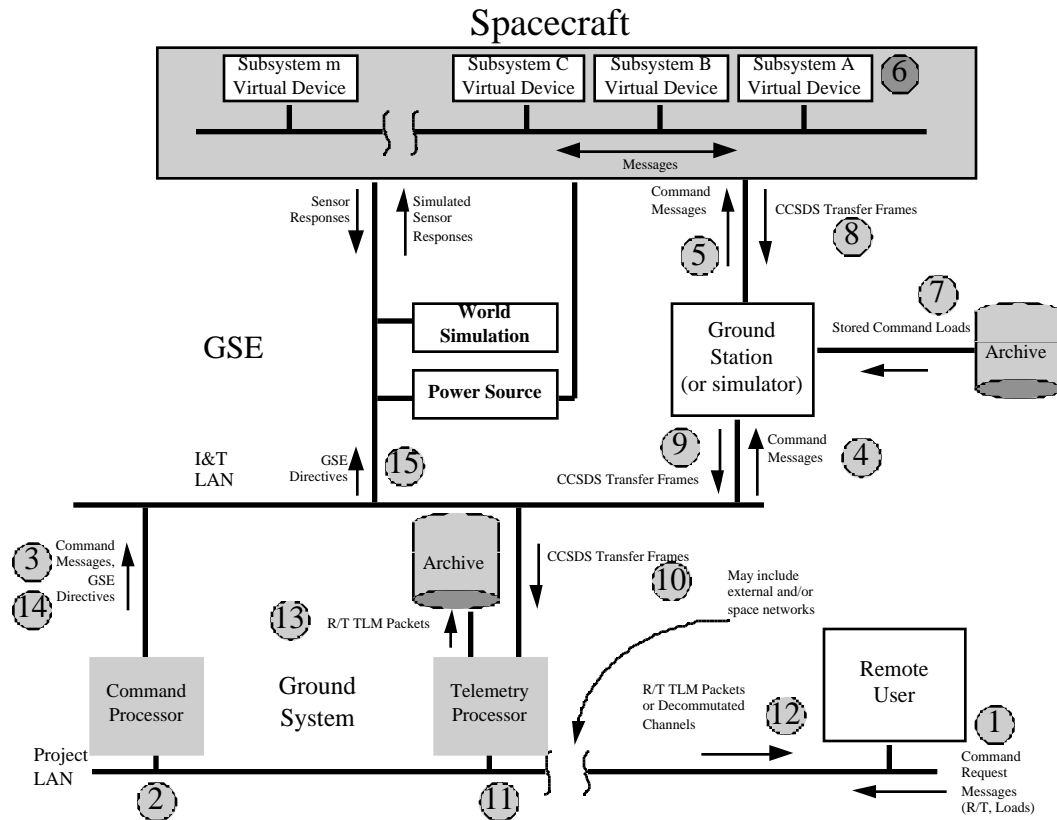 Spacecraft
Subsystem m
Virtual Device
Subsystem C
Virtual Device
Subsystem B
Virtual Device
Subsystem A
Virtual Device
6
Messages
Sensor
Responses
Simulated
Sensor
Responses
Command
Messages
CCSDS Transfer Frames
5
8
7
World
Simulation
GSE
Ground
Station
(or simulator)
Stored Command Loads
Archive
Power Source
I&T
LAN
GSE
Directives
15
9
CCSDS Transfer Frames
Command
Messages
4
3
14
Command
Messages,
GSE
Directives
Archive
CCSDS Transfer Frames
10
May include
external and/or
space networks
13
R/T TLM Packets
Command
Processor
Ground
System
Telemetry
Processor
R/T TLM Packets
or Decommutated
Channels
12
Remote
User
1
Project
LAN
2
11
Command
Request
Messages
(R/T, Loads)